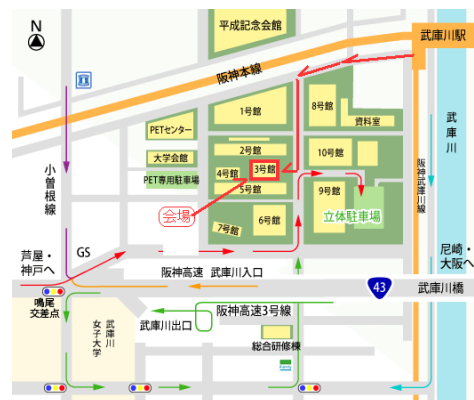 N
平成記念会館
武庫川駅
阪神本線
1号館
8号館
資料室
PETセンター
2号館
大学会館
4号館
3号館
10号館
PET専用駐車場
5号館
9号館
立体駐車場
会場
6号館
7号館
小曽根線
武庫川
阪神武庫川線
芦屋・
神戸へ
GS
阪神高速 武庫川入口
尼崎・
大阪へ
43
武庫川橋
鳴尾
交差点
武庫川
女子大学
武庫川出口
阪神高速3号線
総合研修棟